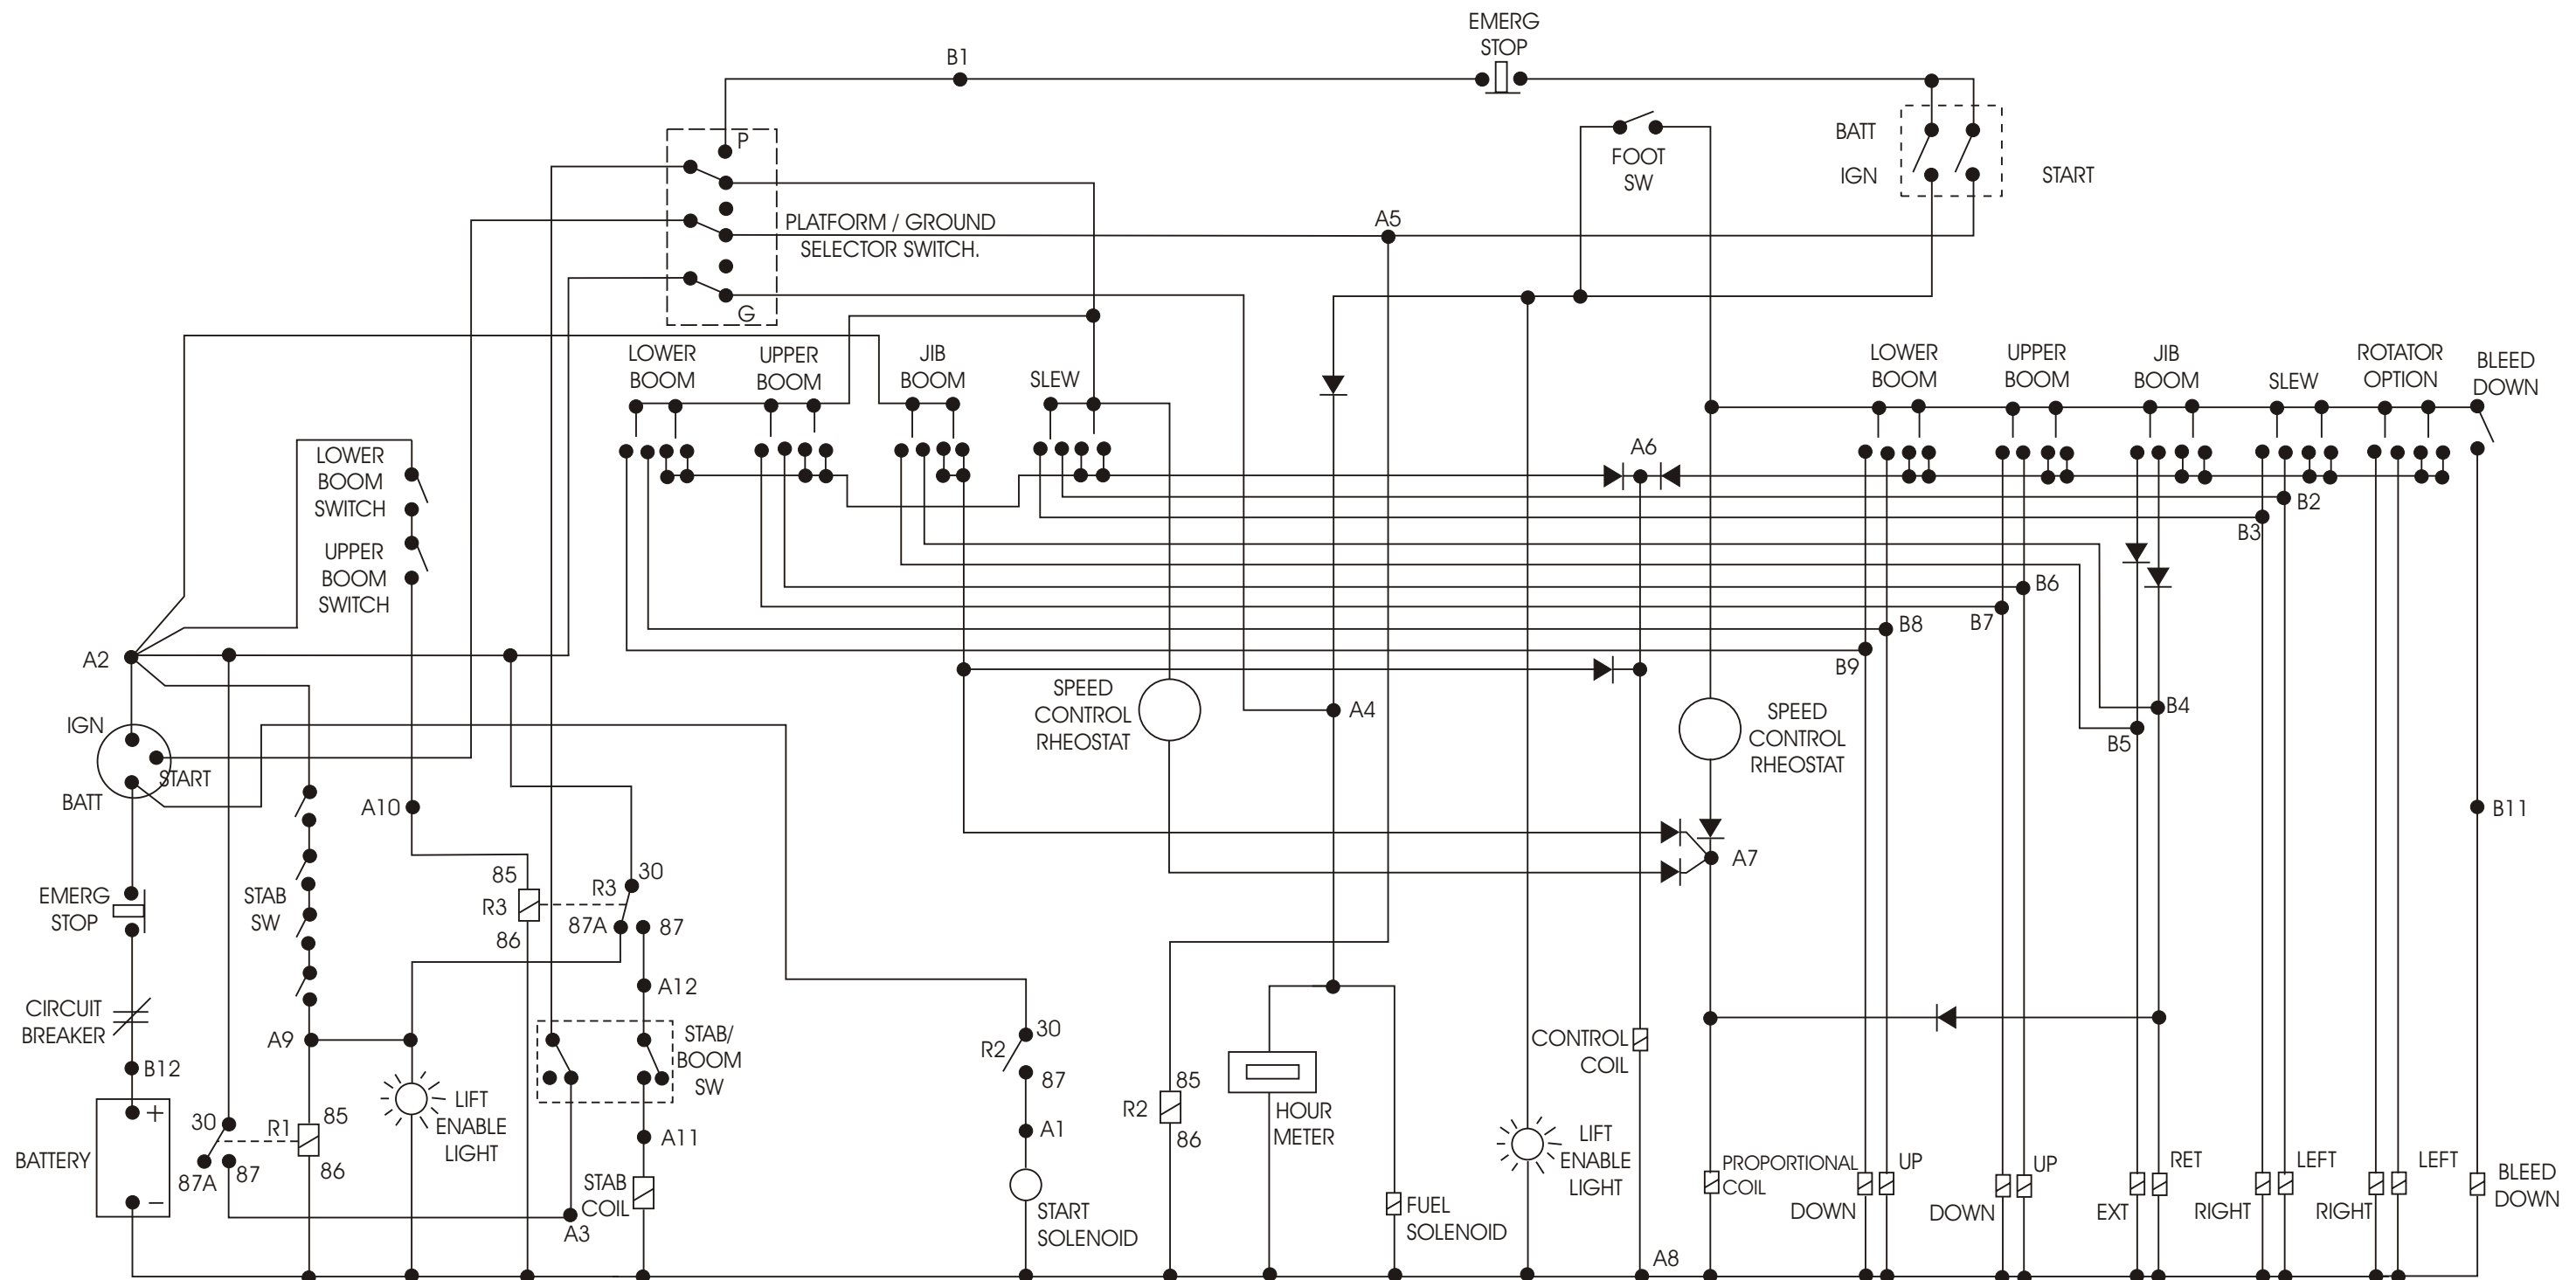 EMERG
STOP
B1
P
BATT
IGN
START
FOOT
SW
A5
PLATFORM / GROUND
SELECTOR SWITCH.
G
LOWER
BOOM
UPPER
BOOM
JIB
BOOM
SLEW
LOWER
BOOM
UPPER
BOOM
JIB
BOOM
SLEW
ROTATOR
OPTION
BLEED
DOWN
LOWER
BOOM
SWITCH
UPPER
BOOM
SWITCH
A6
B2
B3
B6
B7
B8
B9
A2
SPEED
CONTROL
RHEOSTAT
A4
SPEED
CONTROL
RHEOSTAT
B4
B5
IGN
START
BATT
A10
B11
A7
EMERG
STOP
STAB
SW
85
R3
86
R3
30
87A
87
A12
CIRCUIT
BREAKER
A9
STAB/
BOOM
SW
R2
30
87
CONTROL
COIL
B12
+
BATTERY
−
30
R1
85
86
87A
87
LIFT
ENABLE
LIGHT
A11
STAB
COIL
A3
A1
START
SOLENOID
85
R2
86
HOUR
METER
FUEL
SOLENOID
LIFT
ENABLE
LIGHT
A8
PROPORTIONAL
COIL
UP
DOWN
UP
DOWN
RET
EXT
LEFT
RIGHT
LEFT
RIGHT
BLEED
DOWN